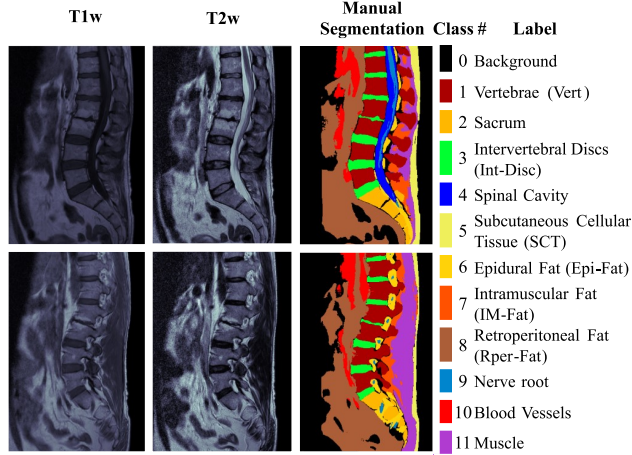 T1w T2w Manual Segmentation Class # Label
0 Background
1 Vertebrae (Vert)
2 Sacrum
3 Intervertebral Discs
(Int-Disc)
4 Spinal Cavity
5 Subcutaneous Cellular
Tissue (SCT)
6 Epidural Fat (Epi-Fat)
7 Intramuscular Fat
(IM-Fat)
8 Retroperitoneal Fat
(Rper-Fat)
9 Nerve root
10 Blood Vessels
11 Muscle